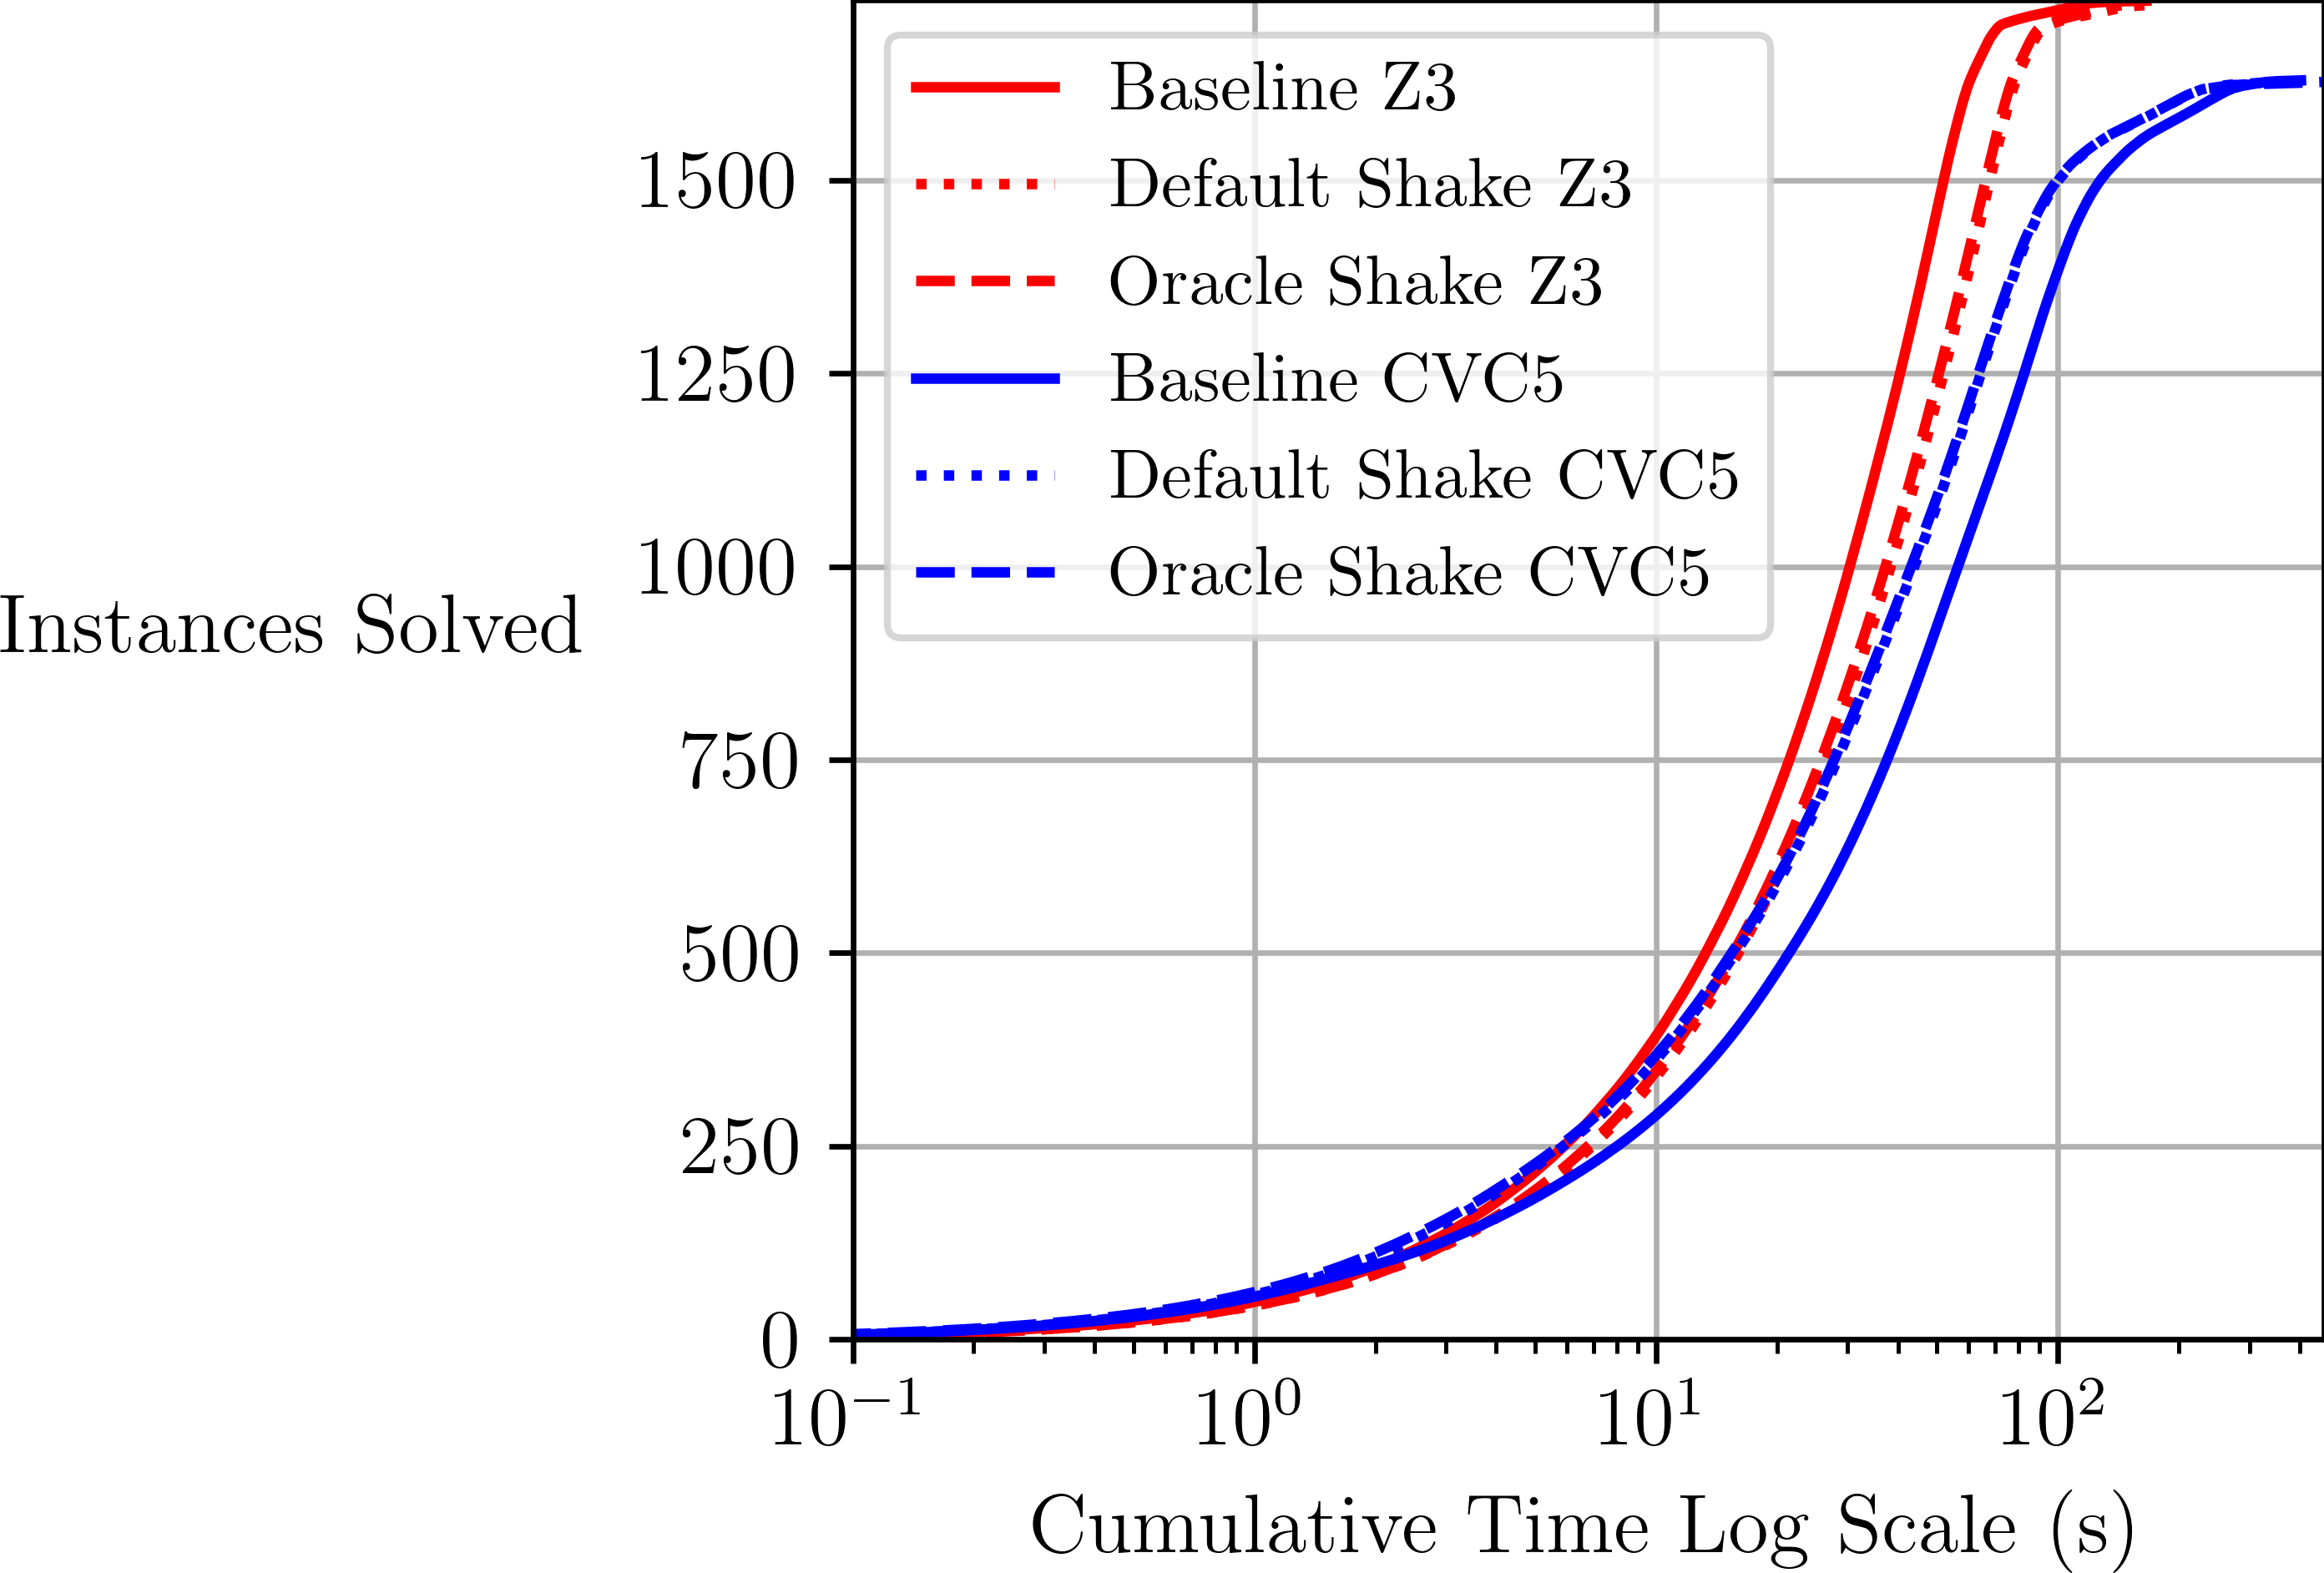 Baseline Z3
Default Shake Z3
Oracle Shake Z3
Baseline CVC5
Default Shake CVC5
Oracle Shake CVC5
Instances Solved
1500
1250
1000
750
500
250
0
10⁻¹ 10⁰ 10¹ 10²
Cumulative Time Log Scale (s)